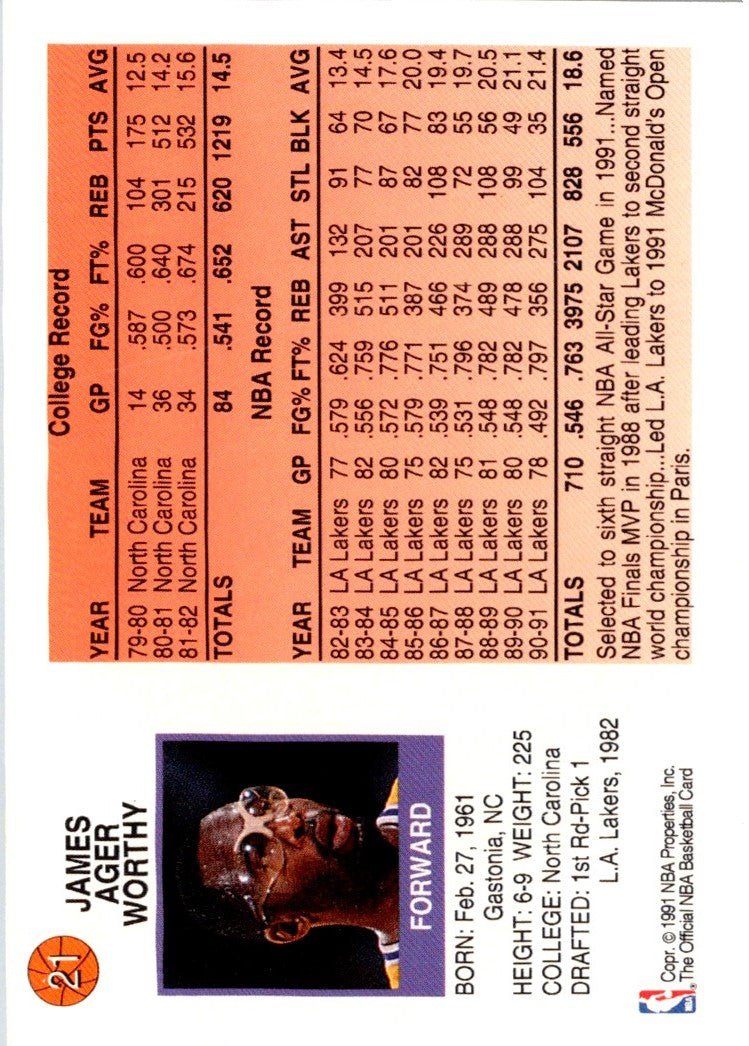 21
JAMES
AGER
WORTHY
FORWARD
BORN: Feb. 27, 1961
Gastonia, NC
HEIGHT: 6-9 WEIGHT: 225
COLLEGE: North Carolina
DRAFTED: 1st Rd-Pick 1
L.A. Lakers, 1982
NBA
Copr. © 1991 NBA Properties, Inc.
® The Official NBA Basketball Card
College Record
YEAR TEAM GP FG% FT% REB PTS AVG
79-80 North Carolina 14 .587 .600 104 175 12.5
80-81 North Carolina 36 .500 .640 301 512 14.2
81-82 North Carolina 34 .573 .674 215 532 15.6
TOTALS 84 .541 .652 620 1219 14.5
NBA Record
YEAR TEAM GP FG% FT% REB AST STL BLK AVG
82-83 LA Lakers 77 .579 .624 399 132 91 64 13.4
83-84 LA Lakers 82 .556 .759 515 207 77 70 14.5
84-85 LA Lakers 80 .572 .776 511 201 87 67 17.6
85-86 LA Lakers 75 .579 .771 387 201 82 77 20.0
86-87 LA Lakers 82 .539 .751 466 226 108 83 19.4
87-88 LA Lakers 75 .531 .796 374 289 72 55 19.7
88-89 LA Lakers 81 .548 .782 489 288 108 56 20.5
89-90 LA Lakers 80 .548 .782 478 288 99 49 21.1
90-91 LA Lakers 78 .492 .797 356 275 104 35 21.4
TOTALS 710 .546 .763 3975 2107 828 556 18.6
Selected to sixth straight NBA All-Star Game in 1991...Named
NBA Finals MVP in 1988 after leading Lakers to second straight
world championship...Led L.A. Lakers to 1991 McDonald's Open
championship in Paris.